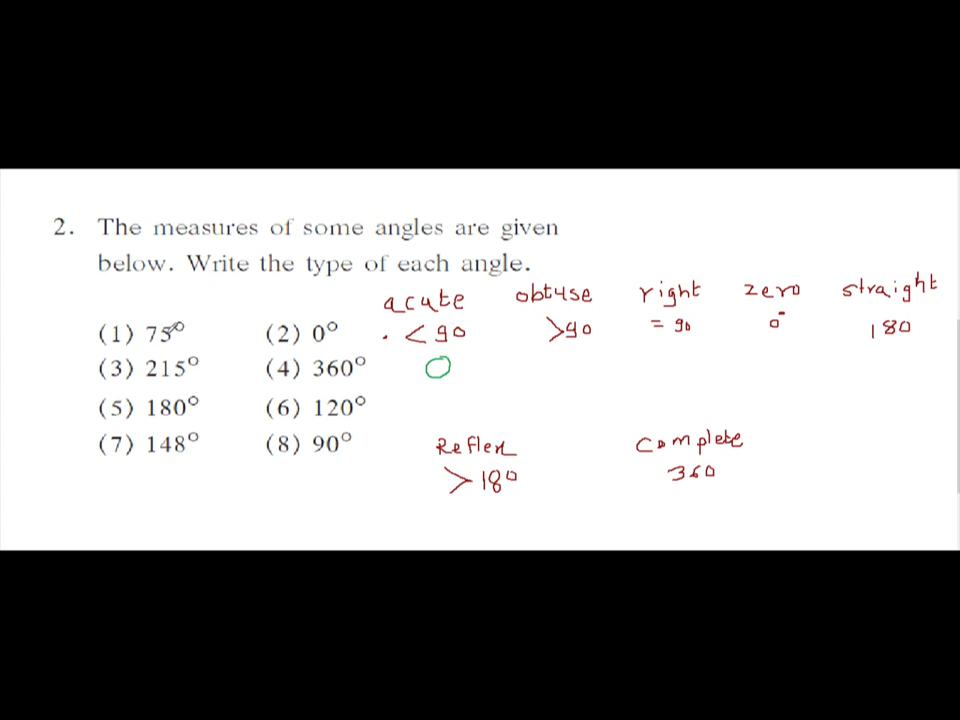 2. The measures of some angles are given
below. Write the type of each angle.
acute obtuse right zero straight
(1) 75° (2) 0° . < 90 >90 = 90 0° 180
(3) 215° (4) 360°
(5) 180° (6) 120°
(7) 148° (8) 90° Reflex complete
> 180 360